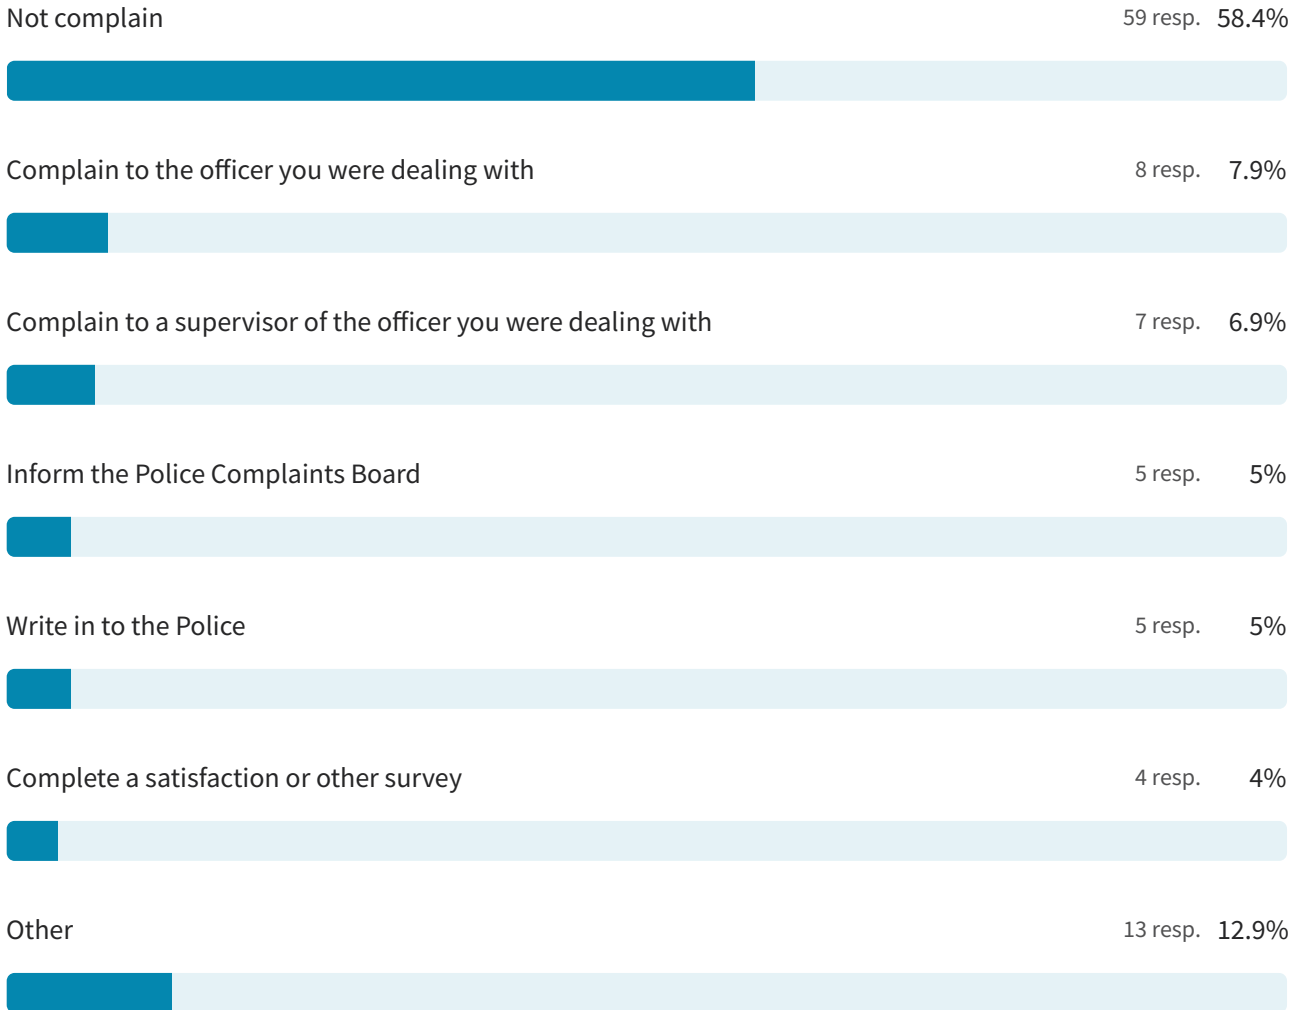 Not complain 59 resp. 58.4%
Complain to the officer you were dealing with 8 resp. 7.9%
Complain to a supervisor of the officer you were dealing with 7 resp. 6.9%
Inform the Police Complaints Board 5 resp. 5%
Write in to the Police 5 resp. 5%
Complete a satisfaction or other survey 4 resp. 4%
Other 13 resp. 12.9%